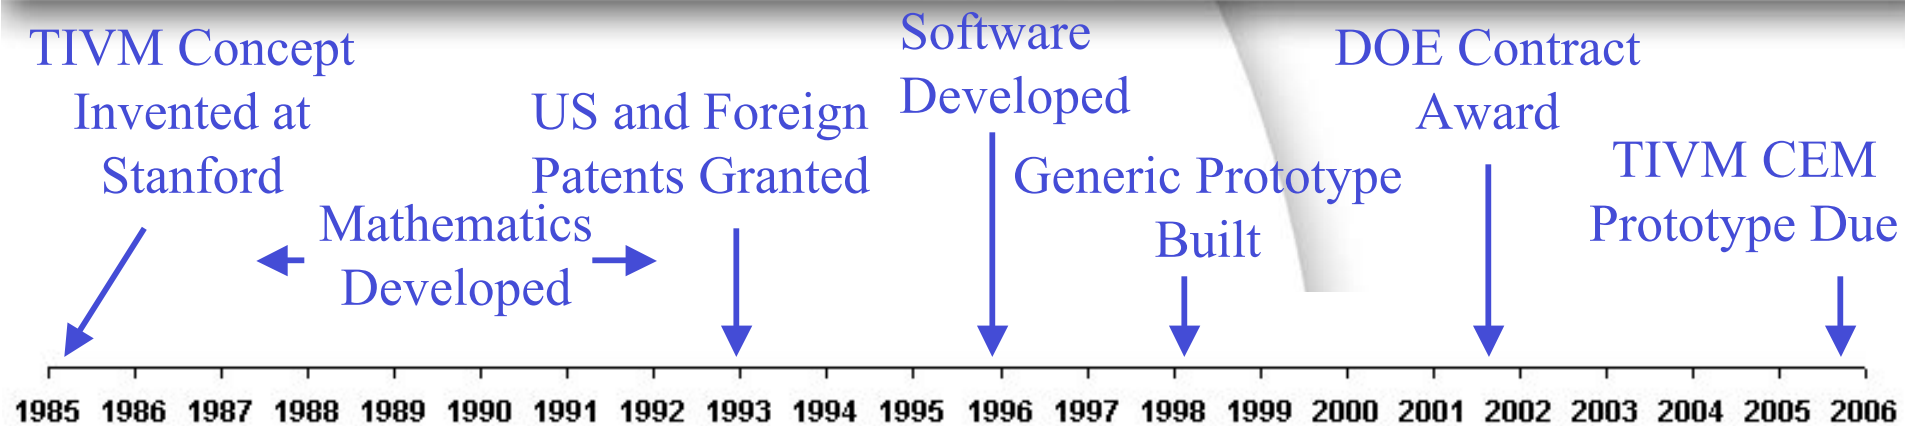 TIVM Concept
Invented at
Stanford
Mathematics
Developed
US and Foreign
Patents Granted
Software
Developed
Generic Prototype
Built
DOE Contract
Award
TIVM CEM
Prototype Due
1985 1986 1987 1988 1989 1990 1991 1992 1993 1994 1995 1996 1997 1998 1999 2000 2001 2002 2003 2004 2005 2006